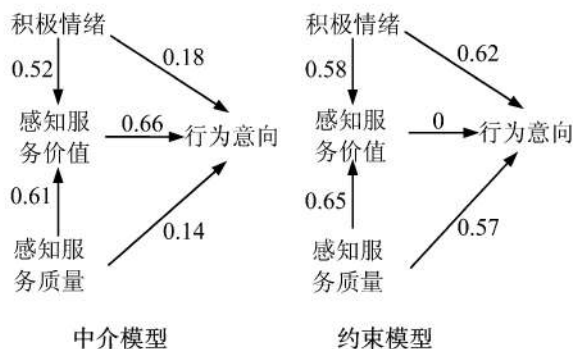 积极情绪
0.52
0.18
感知服
务价值
0.66
行为意向
0.61
0.14
感知服
务质量
中介模型
积极情绪
0.58
0.62
感知服
务价值
0
行为意向
0.65
0.57
感知服
务质量
约束模型